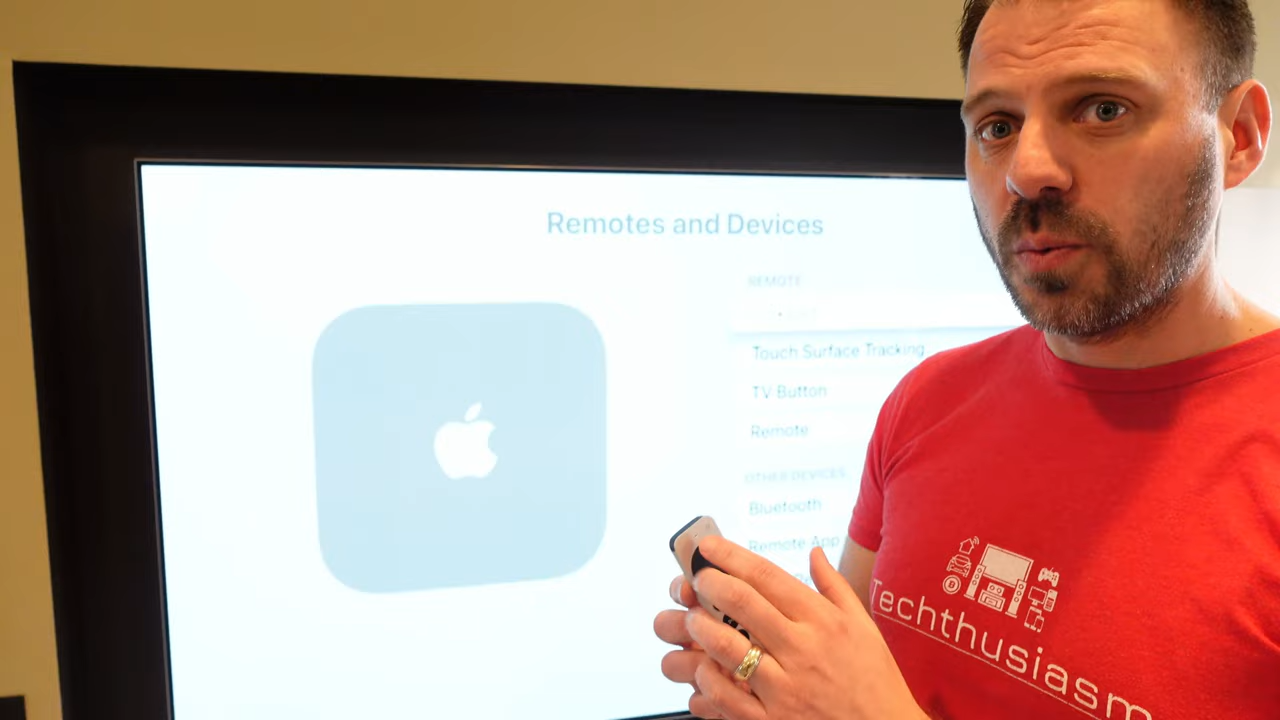 Remotes and Devices
REMOTE
Touch Surface Tracking
TV Button
Remote
OTHER DEVICES
Bluetooth
Remote App
Techthusiasm